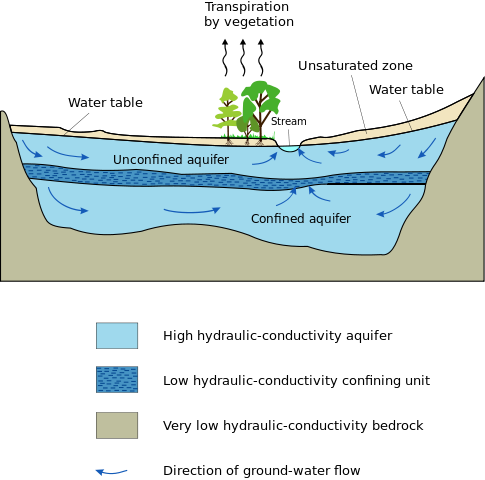 Transpiration
by vegetation
Unsaturated zone
Water table
Water table
Stream
Unconfined aquifer
Confined aquifer
High hydraulic-conductivity aquifer
Low hydraulic-conductivity confining unit
Very low hydraulic-conductivity bedrock
Direction of ground-water flow